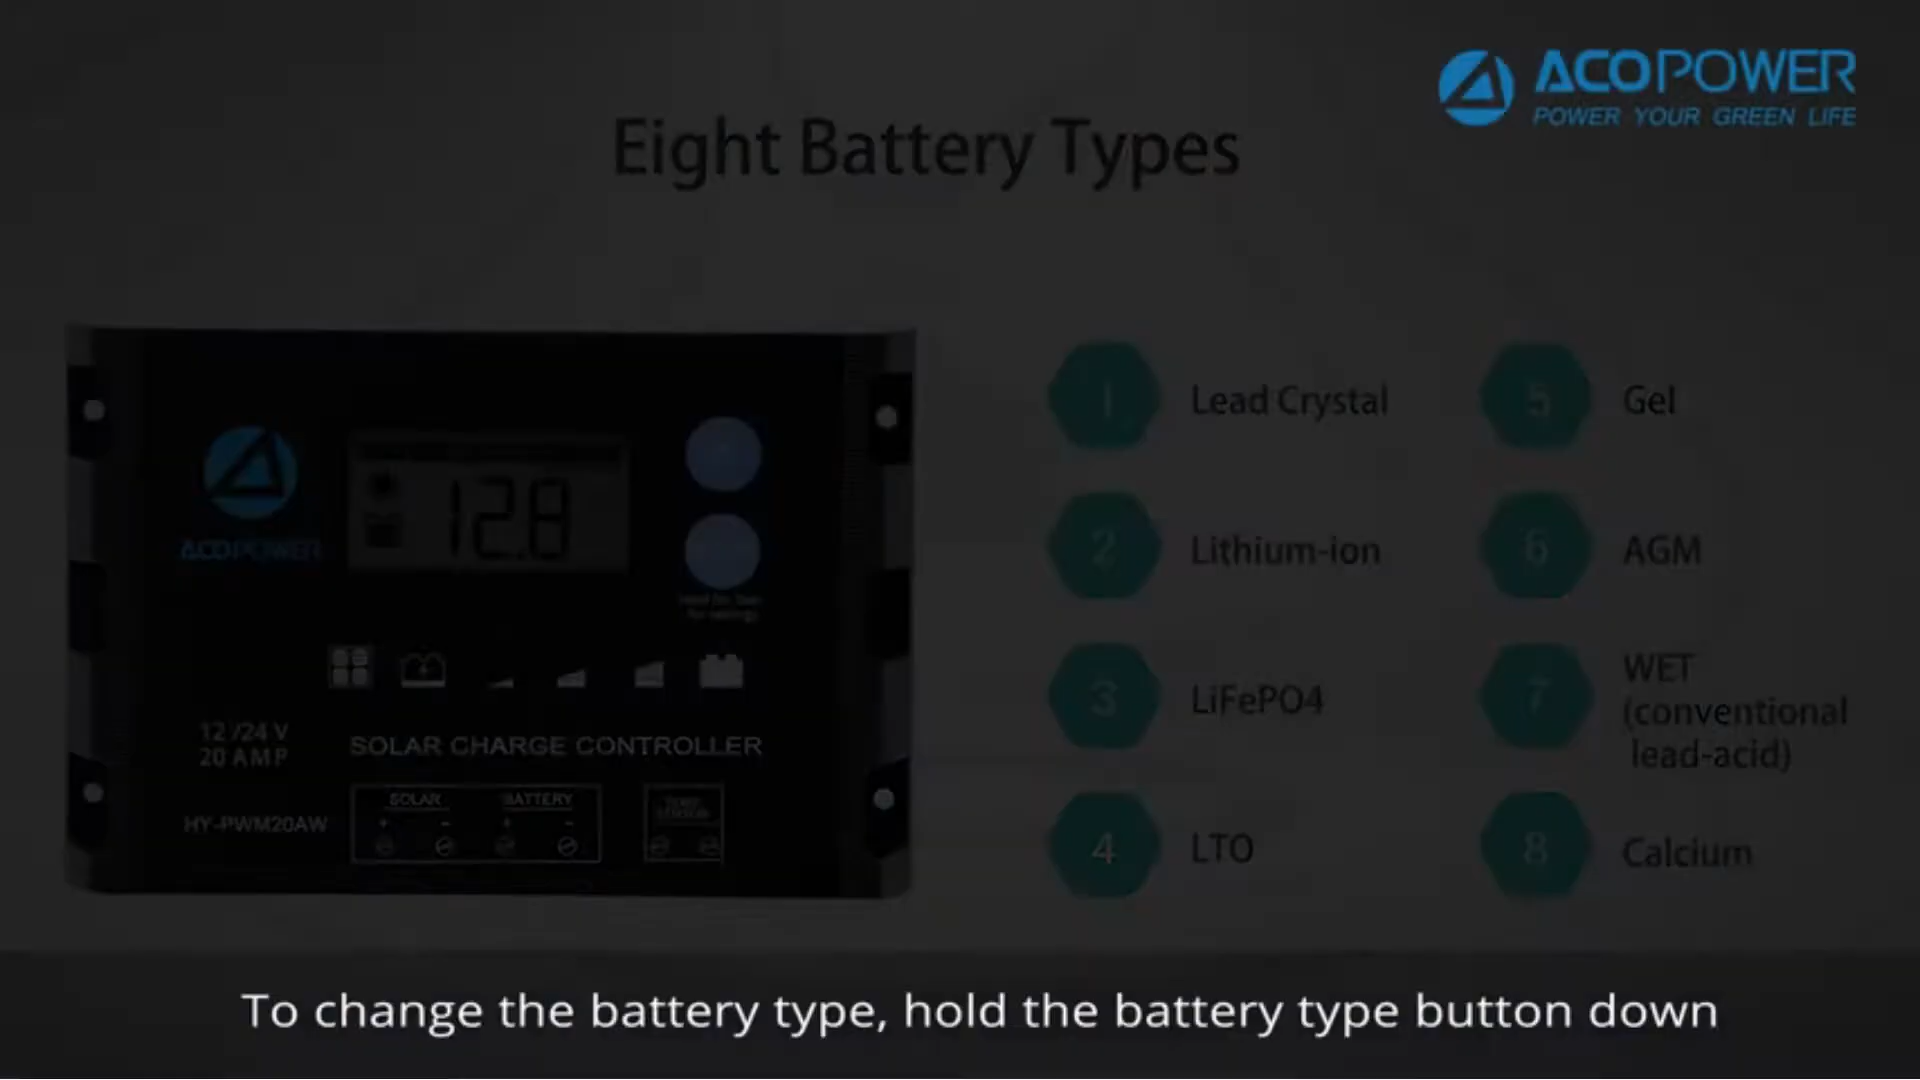 ACOPOWER
POWER YOUR GREEN LIFE
Eight Battery Types
ACOPOWER
12.8
12 /24 V
20 AMP
SOLAR CHARGE CONTROLLER
HY-PWM20AW
SOLAR
BATTERY
+ - + -
1 Lead Crystal
2 Lithium-ion
3 LiFePO4
4 LTO
5 Gel
6 AGM
7 WET
(conventional
lead-acid)
8 Calcium
To change the battery type, hold the battery type button down